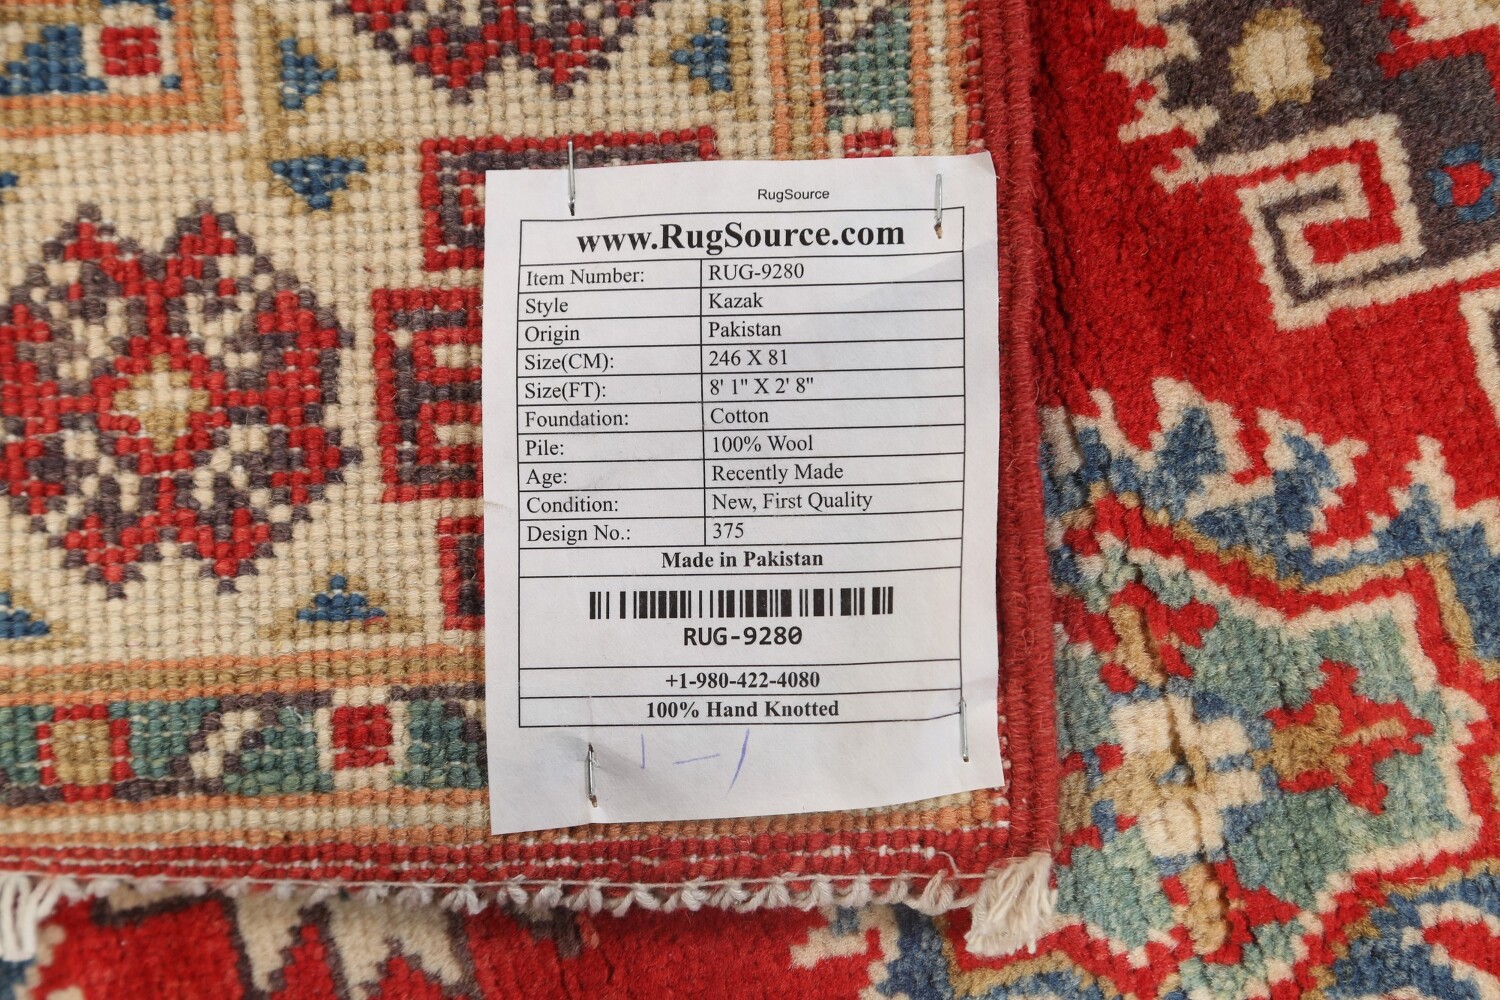 RugSource
www.RugSource.com
Item Number: RUG-9280
Style Kazak
Origin Pakistan
Size(CM): 246 X 81
Size(FT): 8' 1" X 2' 8"
Foundation: Cotton
Pile: 100% Wool
Age: Recently Made
Condition: New, First Quality
Design No.: 375
Made in Pakistan
RUG-9280
+1-980-422-4080
100% Hand Knotted